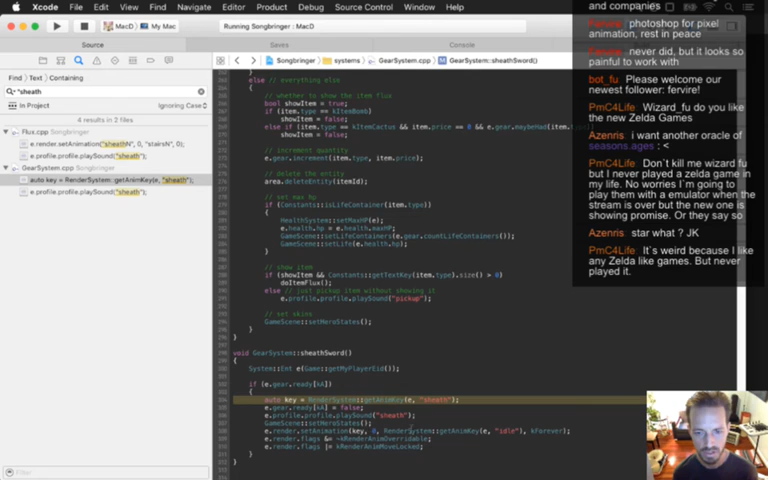 Xcode File Edit View Find Navigate Editor Product Debug Source Control Window Help
MacD My Mac
Running Songbringer : MacD
Source
Saves
Console
Songbringer systems GearSystem.cpp GearSystem::sheathSword()
Find Text Containing
"sheath
In Project Ignoring Case
4 results in 2 files
Flux.cpp Songbringer
e.render.setAnimation("sheathN", 0, "stairsN", 0);
e.profile.profile.playSound("sheath");
GearSystem.cpp Songbringer
auto key = RenderSystem::getAnimKey(e, "sheath");
e.profile.profile.playSound("sheath");
else // everything else
{
// whether to show the item flux
bool showItem = true;
if (item.type == kItemBomb)
showItem = false;
else if (item.type == kItemCactus && item.price == 0 && e.gear.maybeHad(item.
showItem = false;
// increment quantity
e.gear.increment(item.type, item.price);
// delete the entity
area.deleteEntity(itemId);
// set max hp
if (Constants::isLifeContainer(item.type))
{
HealthSystem::setMaxHP(e);
e.health.hp = e.health.maxHP;
GameScene::setLifeContainers(e.gear.countLifeContainers());
GameScene::setLife(e.health.hp);
}
// show item
if (showItem && Constants::getTextKey(item.type).size() > 0)
doItemFlux();
else // just pickup item without showing it
e.profile.profile.playSound("pickup");
// set skins
GameScene::setHeroStates();
}
}
void GearSystem::sheathSword()
{
System::Ent e(Game::getMyPlayerEid());
if (e.gear.ready[kA])
{
auto key = RenderSystem::getAnimKey(e, "sheath");
e.gear.ready[kA] = false;
e.profile.profile.playSound("sheath");
GameScene::setHeroStates();
e.render.setAnimation(key, 0, RenderSystem::getAnimKey(e, "idle"), kForever);
e.render.flags &= ~kRenderAnimOverridable;
e.render.flags |= kRenderAnimMoveLocked;
}
}
Filter
and companies
photoshop for pixel
animation, rest in peace
never did, but it looks so
painful to work with
bot_fu Please welcome our
newest follower: fervire!
PmC4Life Wizard_fu do you like
the new Zelda Games
Azenris i want another oracle of
seasons.ages : <
PmC4Life Don`t kill me wizard fu
but I never played a zelda game in
my life. No worries I`m going to
play them with a emulator when the
stream is over but the new one is
showing promise. Or they say so
Azenris star what ? JK
PmC4Life It`s weird because I like
any Zelda like games. But never
played it.